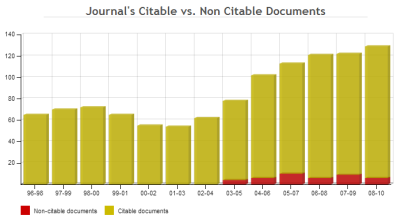 Journal's Citable vs. Non Citable Documents
140
120
100
80
60
40
20
96-98 97-99 98-00 99-01 00-02 01-03 02-04 03-05 04-06 05-07 06-08 07-09 08-10
Non-citable documents Citable documents